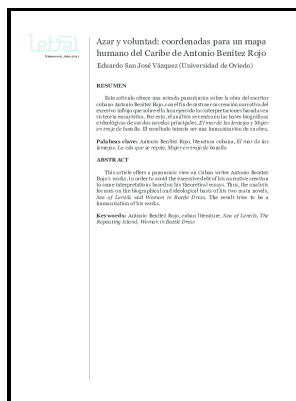 letral
Número 6, Año 2011
Azar y voluntad: coordenadas para un mapa
humano del Caribe de Antonio Benítez Rojo
Eduardo San José Vázquez (Universidad de Oviedo)
RESUMEN
Este artículo ofrece una mirada panorámica sobre la obra del escritor
cubano Antonio Benítez Rojo, con el fin de sustraer su creación narrativa del
excesivo influjo que sobre ella han ejercido las interpretaciones basadas en
su teoría ensayística. Por esto, el análisis se centra en las bases biográficas
e ideológicas de sus dos novelas principales, El mar de las lentejas y Mujer
en traje de batalla. El resultado intenta ser una humanización de su obra.
Palabras clave: Antonio Benítez Rojo, literatura cubana, El mar de las
lentejas, La isla que se repite, Mujer en traje de batalla
ABSTRACT
This article offers a panoramic view on Cuban writer Antonio Benítez
Rojo's works, in order to avoid the excessive debt of his narrative creation
to some interpretations based on his theoretical essays. Thus, the analysis
focuses on the biographical and ideological basis of his two main novels,
Sea of Lentils and Woman in Battle Dress. The result tries to be a
humanization of his works.
Keywords: Antonio Benítez Rojo, cuban literature, Sea of Lentils, The
Repeating Island, Woman in Battle Dress